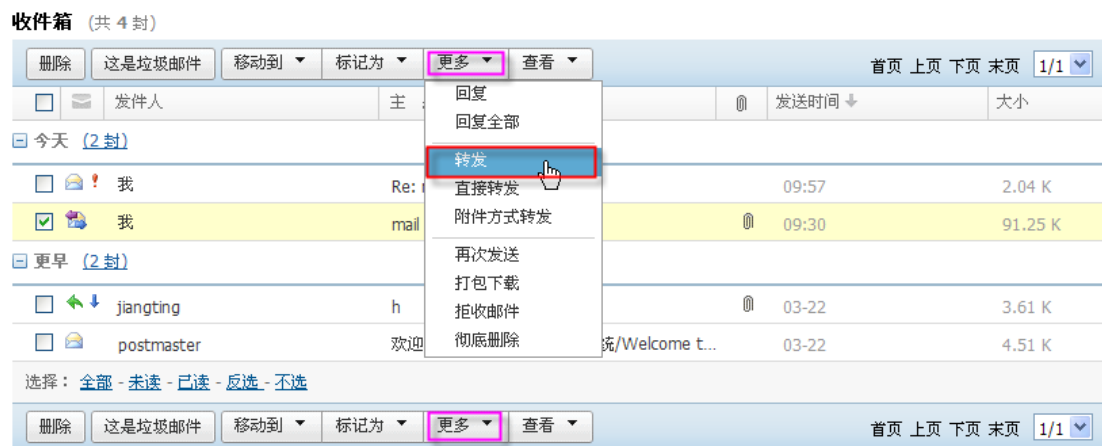 收件箱 (共 4 封)
删除 这是垃圾邮件 移动到 标记为 更多 查看 首页 上页 下页 末页 1/1
发件人 主 发送时间 大小
回复
回复全部
今天 (2 封)
转发
我 Re: 09:57 2.04 K
直接转发
附件方式转发
我 mail 09:30 91.25 K
再次发送
更早 (2 封)
打包下载
jiangting h 03-22 3.61 K
拒收邮件
彻底删除
postmaster 欢迎 统/Welcome t... 03-22 4.51 K
选择： 全部 - 未读 - 已读 - 反选 - 不选
删除 这是垃圾邮件 移动到 标记为 更多 查看 首页 上页 下页 末页 1/1